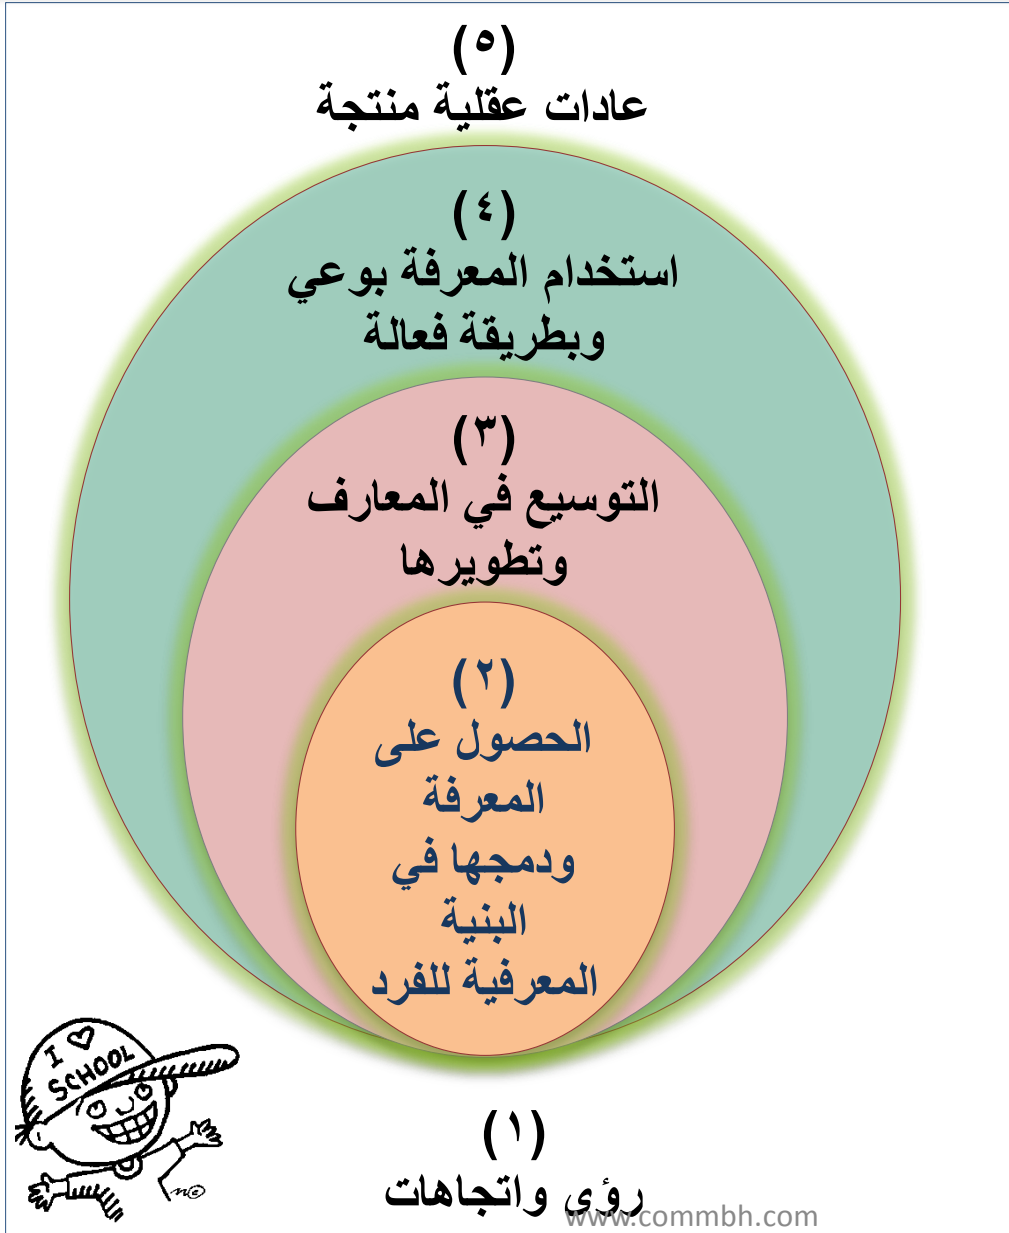 (٥)
عادات عقلية منتجة
(٤)
استخدام المعرفة بوعي
وبطريقة فعالة
(٣)
التوسيع في المعارف
وتطويرها
(٢)
الحصول على
المعرفة
ودمجها في
البنية
المعرفية للفرد
I ♡
SCHOOL
(١)
رؤى واتجاهات
www.commbh.com